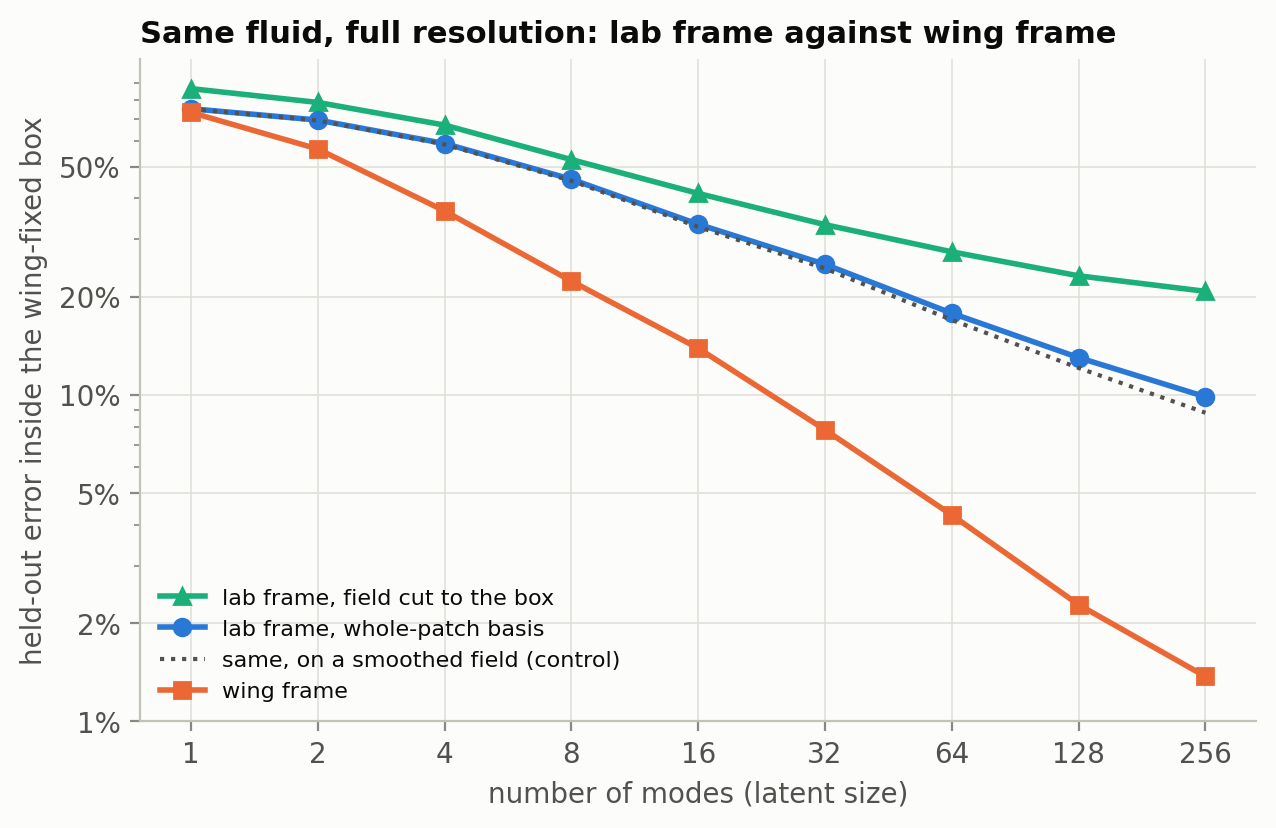 Same fluid, full resolution: lab frame against wing frame
held-out error inside the wing-fixed box
50%
20%
10%
5%
2%
1%
lab frame, field cut to the box
lab frame, whole-patch basis
same, on a smoothed field (control)
wing frame
1 2 4 8 16 32 64 128 256
number of modes (latent size)